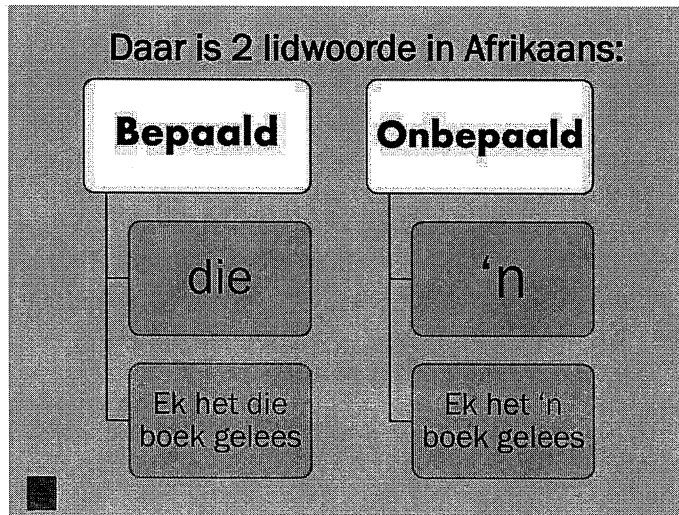 Daar is 2 lidwoorde in Afrikaans:
Bepaald
Onbepaald
die
‘n
Ek het die
boek gelees
Ek het ‘n
boek gelees